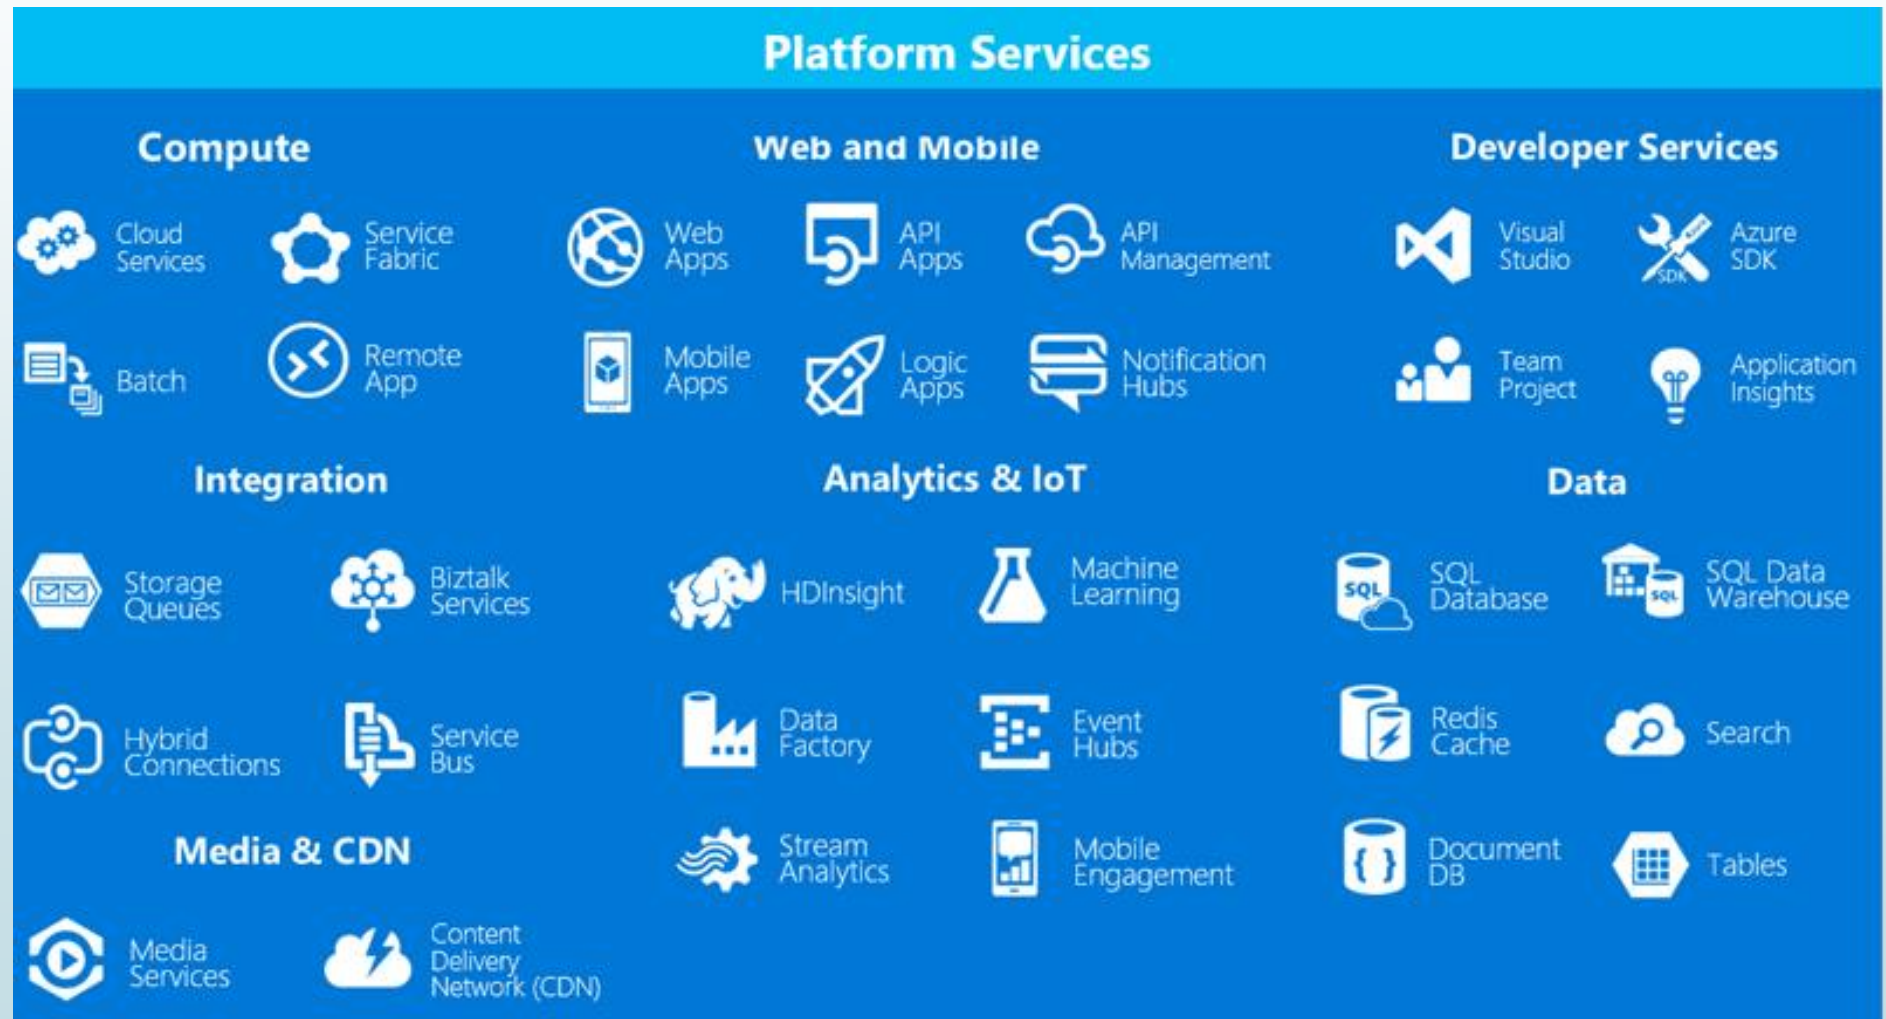 Platform Services
Compute
Cloud
Services
Service
Fabric
Batch
Remote
App
Web and Mobile
Web
Apps
API
Apps
API
Management
Mobile
Apps
Logic
Apps
Notification
Hubs
Developer Services
Visual
Studio
SDK
Azure
SDK
Team
Project
Application
Insights
Integration
Storage
Queues
Biztalk
Services
Hybrid
Connections
Service
Bus
Analytics & IoT
HDInsight
Machine
Learning
Data
Factory
Event
Hubs
Stream
Analytics
Mobile
Engagement
Data
SQL
SQL
Database
SQL
SQL Data
Warehouse
Redis
Cache
Search
{ }
Document
DB
Tables
Media & CDN
Media
Services
Content
Delivery
Network (CDN)